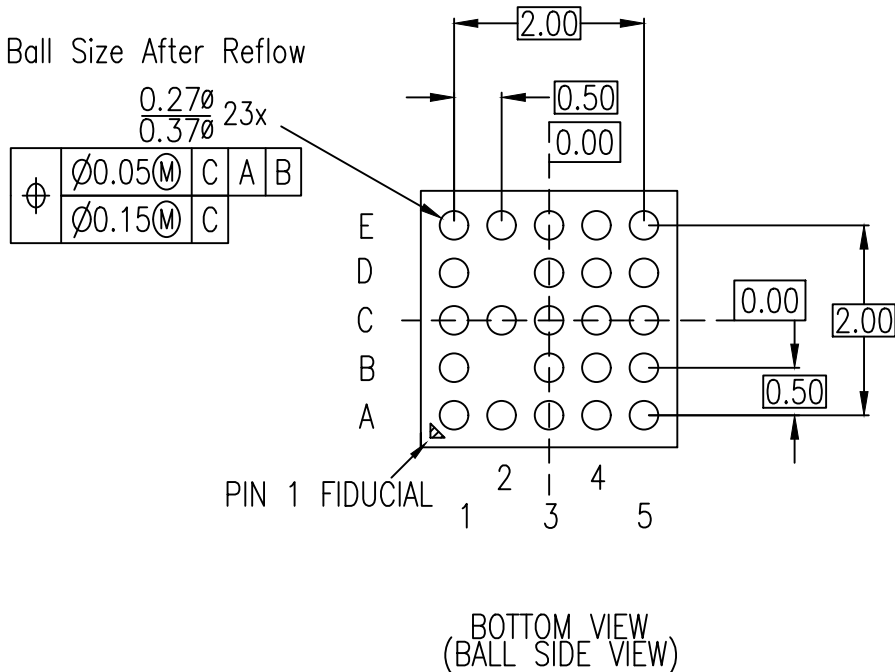 2.00
Ball Size After Reflow
0.50
0.27ø 23x
0.37ø
0.00
Ø0.05Ⓜ C A B
Ø0.15Ⓜ C
E
D
C
0.00
2.00
B
0.50
A
PIN 1 FIDUCIAL
2 4
1 3 5
BOTTOM VIEW
(BALL SIDE VIEW)